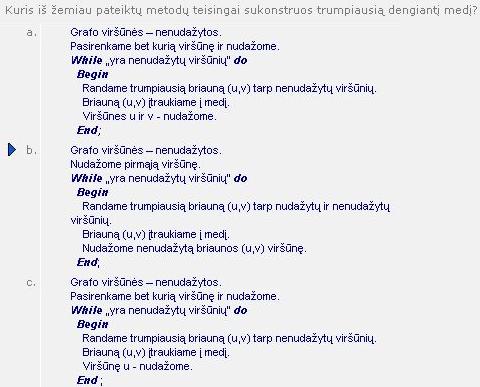 Kuris iš žemiau pateiktų metodų teisingai sukonstruos trumpiausią dengiantį medį?
a. Grafo viršūnės – nenudažytos.
Pasirenkame bet kurią viršūnę ir nudažome.
While „yra nenudažytų viršūnių" do
Begin
Randame trumpiausią briauną (u,v) tarp nenudažytų viršūnių.
Briauną (u,v) įtraukiame į medį.
Viršūnes u ir v - nudažome.
End;
b. Grafo viršūnės – nenudažytos.
Nudažome pirmąją viršūnę.
While „yra nenudažytų viršūnių" do
Begin
Randame trumpiausią briauną (u,v) tarp nudažytų ir nenudažytų
viršūnių.
Briauną (u,v) įtraukiame į medį.
Nudažome nenudažytą briaunos (u,v) viršūnę.
End;
c. Grafo viršūnės – nenudažytos.
Pasirenkame bet kurią viršūnę ir nudažome.
While „yra nenudažytų viršūnių" do
Begin
Randame trumpiausią briauną (u,v) tarp nenudažytų viršūnių.
Briauną (u,v) įtraukiame į medį.
Viršūnę u - nudažome.
End ;